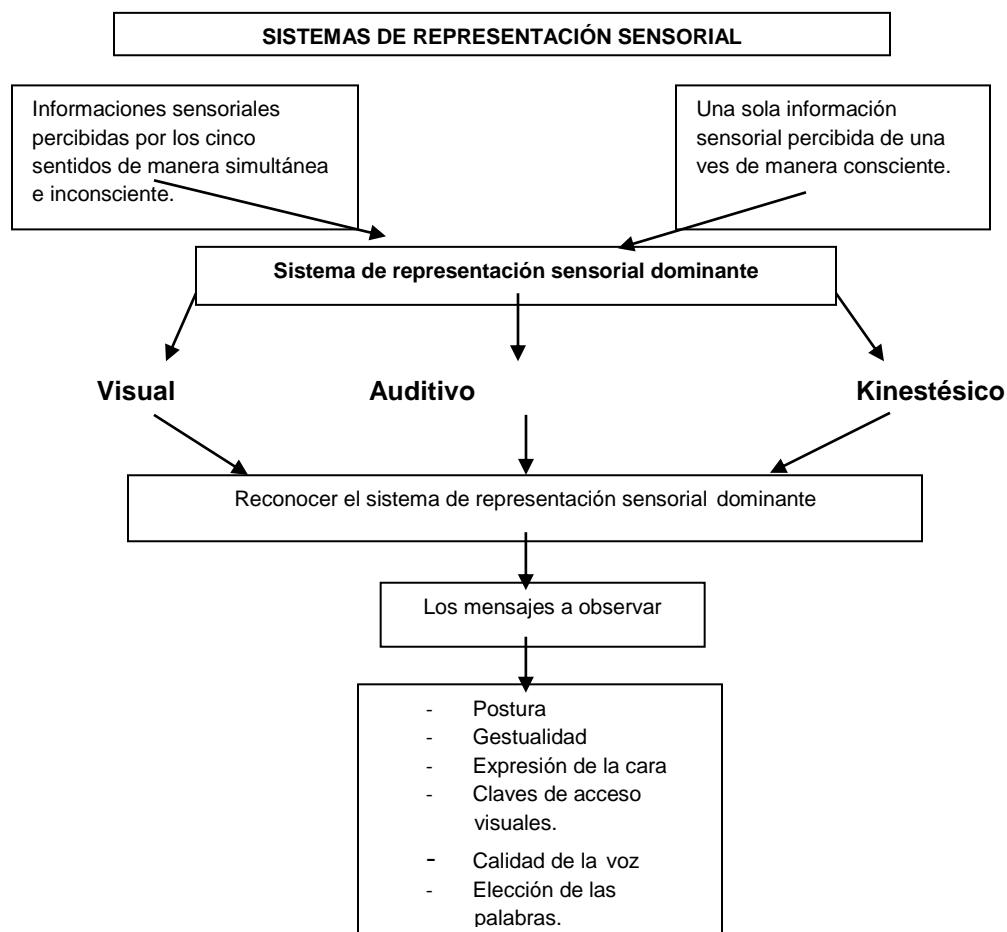 SISTEMAS DE REPRESENTACIÓN SENSORIAL
Informaciones sensoriales
percibidas por los cinco
sentidos de manera simultánea
e inconsciente.
Una sola información
sensorial percibida de una
ves de manera consciente.
Sistema de representación sensorial dominante
Visual Auditivo Kinestésico
Reconocer el sistema de representación sensorial dominante
Los mensajes a observar
- Postura
- Gestualidad
- Expresión de la cara
- Claves de acceso
visuales.
- Calidad de la voz
- Elección de las
palabras.